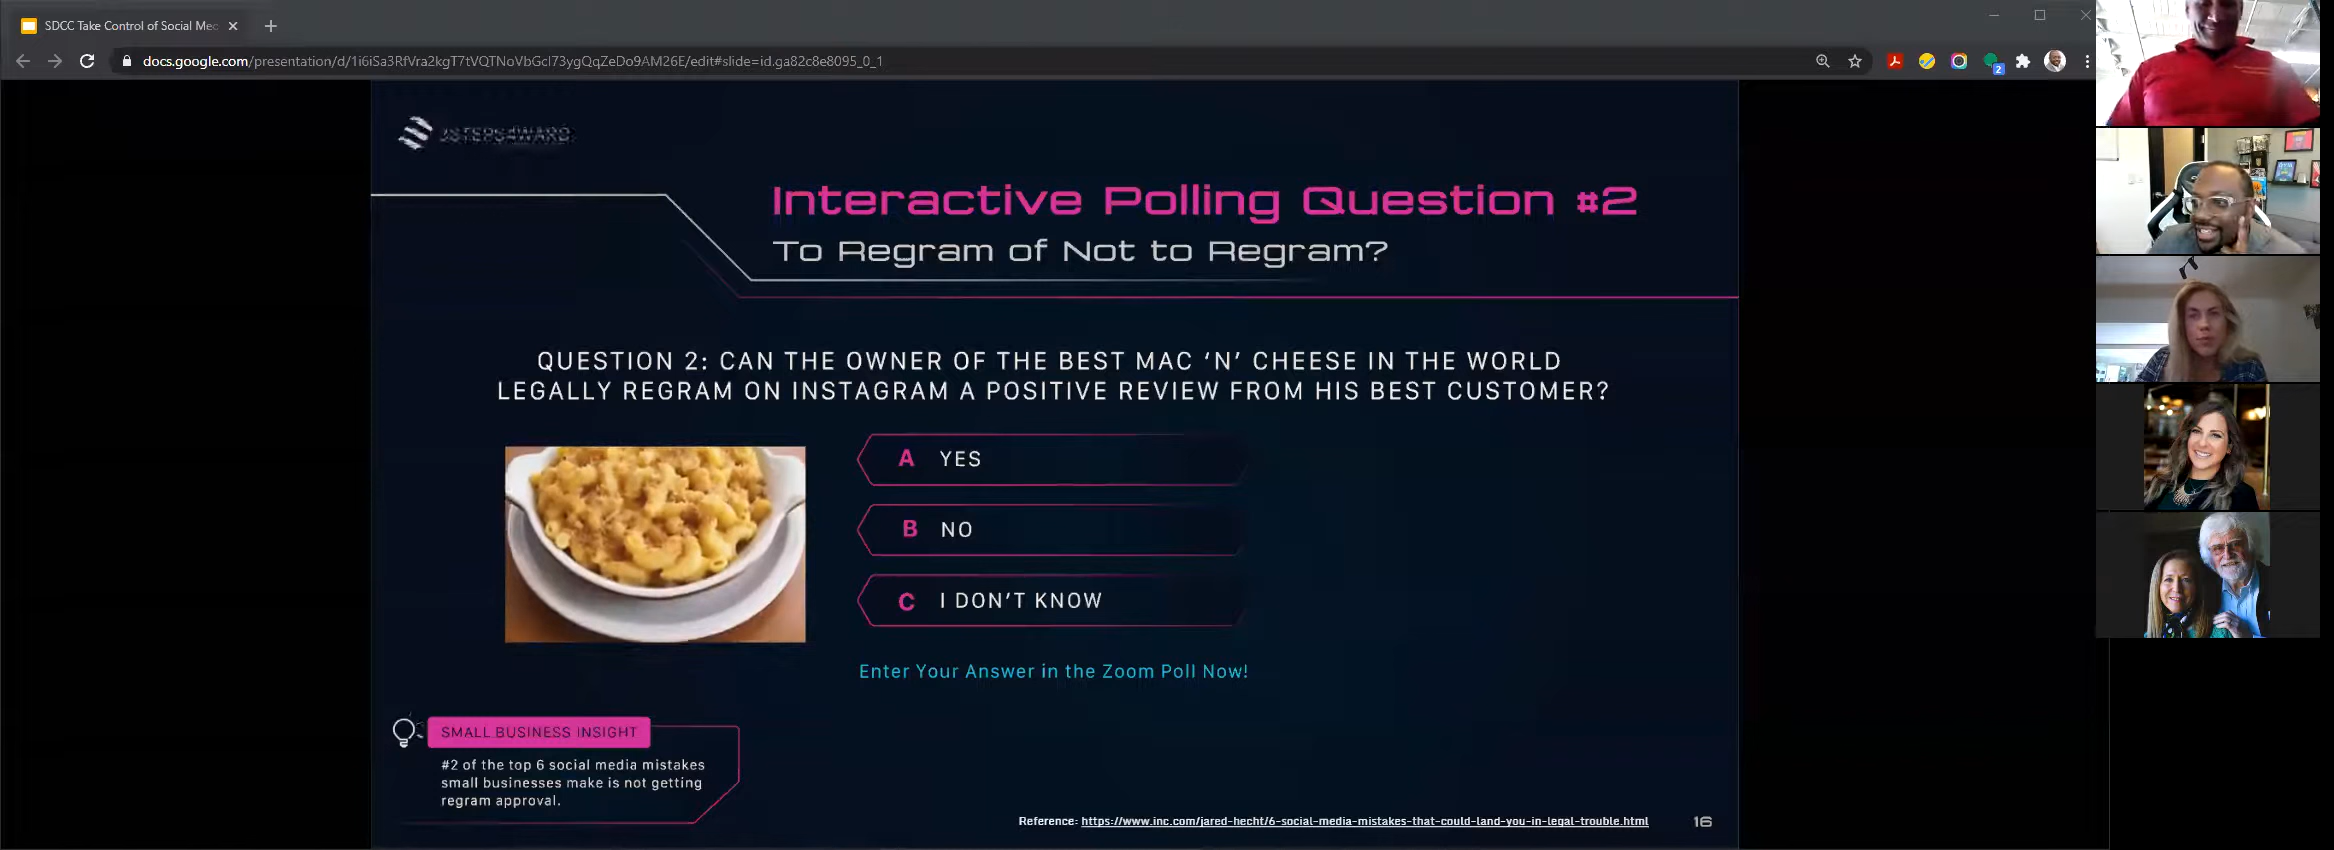 SDCC Take Control of Social Med
docs.google.com/presentation/d/1i6iSa3RfVra2kgT7tVQTNoVbGcl73ygQqZeDo9AM26E/edit#slide=id.ga82c8e8095_0_1
2
3STEPS4WARD
Interactive Polling Question #2
To Regram of Not to Regram?
QUESTION 2: CAN THE OWNER OF THE BEST MAC ‘N’ CHEESE IN THE WORLD
LEGALLY REGRAM ON INSTAGRAM A POSITIVE REVIEW FROM HIS BEST CUSTOMER?
A YES
B NO
C I DON’T KNOW
Enter Your Answer in the Zoom Poll Now!
SMALL BUSINESS INSIGHT
#2 of the top 6 social media mistakes
small businesses make is not getting
regram approval.
Reference: https://www.inc.com/jared-hecht/6-social-media-mistakes-that-could-land-you-in-legal-trouble.html
16